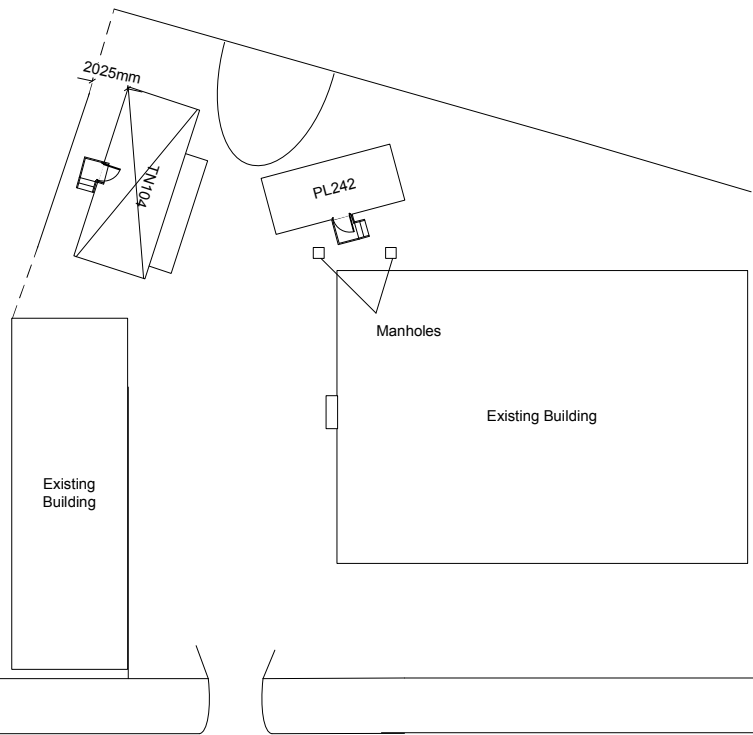 2025mm
TN104
PL242
Manholes
Existing Building
Existing
Building